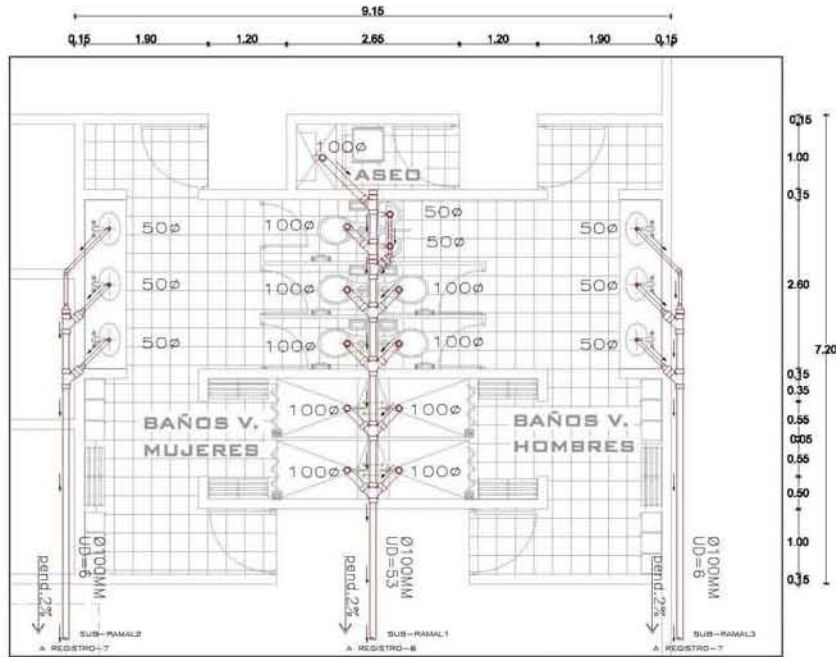 9.15
0.15 1.90 1.20 2.65 1.20 1.90 0.15
0.15
100ø
1.00
ASEO
0.15
50ø
50ø 100ø 50ø
50ø
50ø 100ø 100ø 50ø
2.60
50ø 100ø 100ø 50ø
7.20
0.15
0.35
100ø 100ø
BAÑOS V.
MUJERES
BAÑOS V.
HOMBRES
0.55
0.05
0.55
100ø 100ø
0.50
1.00
0.15
Ø100MM
UD=6
pend.2%
Ø100MM
UD=53
pend.2%
Ø100MM
UD=6
pend.2%
SUB-RAMAL2 SUB-RAMAL1 SUB-RAMAL3
A REGISTRO-7 A REGISTRO-6 A REGISTRO-7